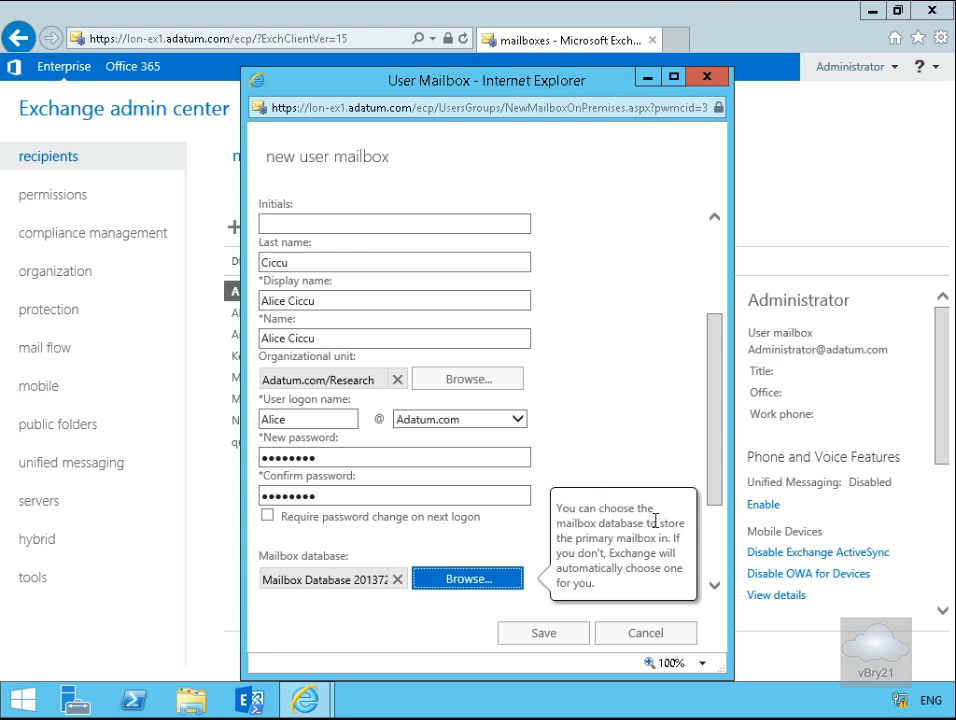 https://lon-ex1.adatum.com/ecp/?ExchClientVer=15
mailboxes - Microsoft Exch...
Enterprise Office 365
Administrator
?
Exchange admin center
recipients
permissions
compliance management
organization
protection
mail flow
mobile
public folders
unified messaging
servers
hybrid
tools
User Mailbox - Internet Explorer
https://lon-ex1.adatum.com/ecp/UsersGroups/NewMailboxOnPremises.aspx?pwmcid=3
new user mailbox
Initials:
Last name:
Ciccu
*Display name:
Alice Ciccu
*Name:
Alice Ciccu
Organizational unit:
Adatum.com/Research Browse...
*User logon name:
Alice @ Adatum.com
*New password:
*Confirm password:
Require password change on next logon
Mailbox database:
Mailbox Database 201372 Browse...
You can choose the
mailbox database to store
the primary mailbox in. If
you don't, Exchange will
automatically choose one
for you.
Save Cancel
100%
Administrator
User mailbox
Administrator@adatum.com
Title:
Office:
Work phone:
Phone and Voice Features
Unified Messaging: Disabled
Enable
Mobile Devices
Disable Exchange ActiveSync
Disable OWA for Devices
View details
vBry21
ENG